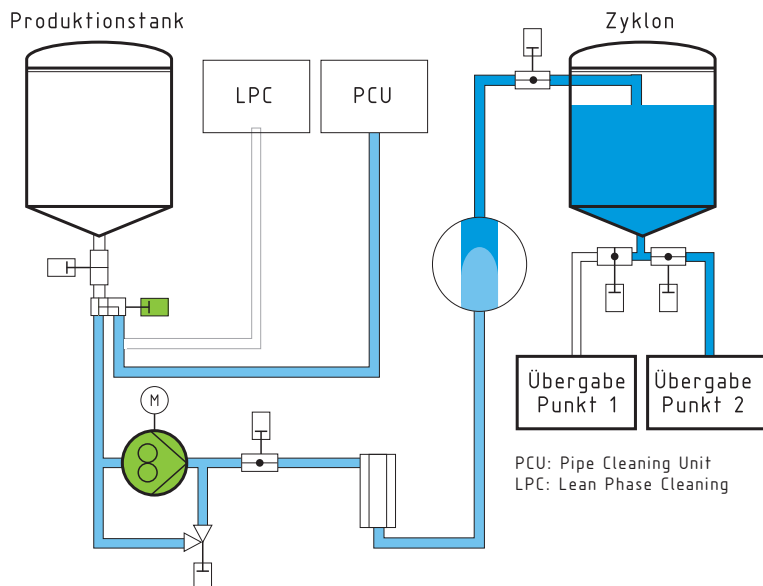 Produktionstank
Zyklon
LPC
PCU
M
Übergabe
Punkt 1
Übergabe
Punkt 2
PCU: Pipe Cleaning Unit
LPC: Lean Phase Cleaning